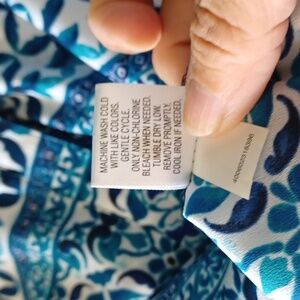 MACHINE WASH COLD
WITH LIKE COLORS.
GENTLE CYCLE.
ONLY NON-CHLORINE
BLEACH WHEN NEEDED.
TUMBLE DRY LOW.
REMOVE PROMPTLY.
COOL IRON IF NEEDED.